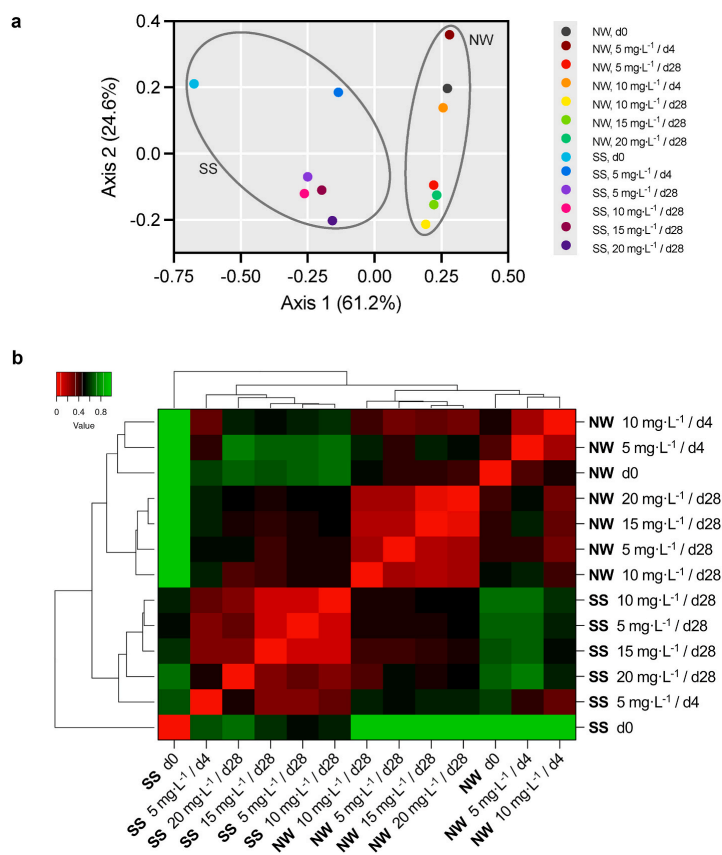 a
0.4
0.2
0.0
-0.2
Axis 2 (24.6%)
NW
SS
-0.75
-0.50
-0.25
0.00
0.25
0.50
Axis 1 (61.2%)
NW, d0
NW, 5 mg·L⁻¹ / d4
NW, 5 mg·L⁻¹ / d28
NW, 10 mg·L⁻¹ / d4
NW, 10 mg·L⁻¹ / d28
NW, 15 mg·L⁻¹ / d28
NW, 20 mg·L⁻¹ / d28
SS, d0
SS, 5 mg·L⁻¹ / d4
SS, 5 mg·L⁻¹ / d28
SS, 10 mg·L⁻¹ / d28
SS, 15 mg·L⁻¹ / d28
SS, 20 mg·L⁻¹ / d28
b
0 0.4 0.8
Value
NW 10 mg·L⁻¹ / d4
NW 5 mg·L⁻¹ / d4
NW d0
NW 20 mg·L⁻¹ / d28
NW 15 mg·L⁻¹ / d28
NW 5 mg·L⁻¹ / d28
NW 10 mg·L⁻¹ / d28
SS 10 mg·L⁻¹ / d28
SS 5 mg·L⁻¹ / d28
SS 15 mg·L⁻¹ / d28
SS 20 mg·L⁻¹ / d28
SS 5 mg·L⁻¹ / d4
SS d0
SS d0
SS 5 mg·L⁻¹ / d4
SS 20 mg·L⁻¹ / d28
SS 15 mg·L⁻¹ / d28
SS 5 mg·L⁻¹ / d28
SS 10 mg·L⁻¹ / d28
NW 10 mg·L⁻¹ / d28
NW 5 mg·L⁻¹ / d28
NW 15 mg·L⁻¹ / d28
NW 20 mg·L⁻¹ / d28
NW d0
NW 5 mg·L⁻¹ / d4
NW 10 mg·L⁻¹ / d4